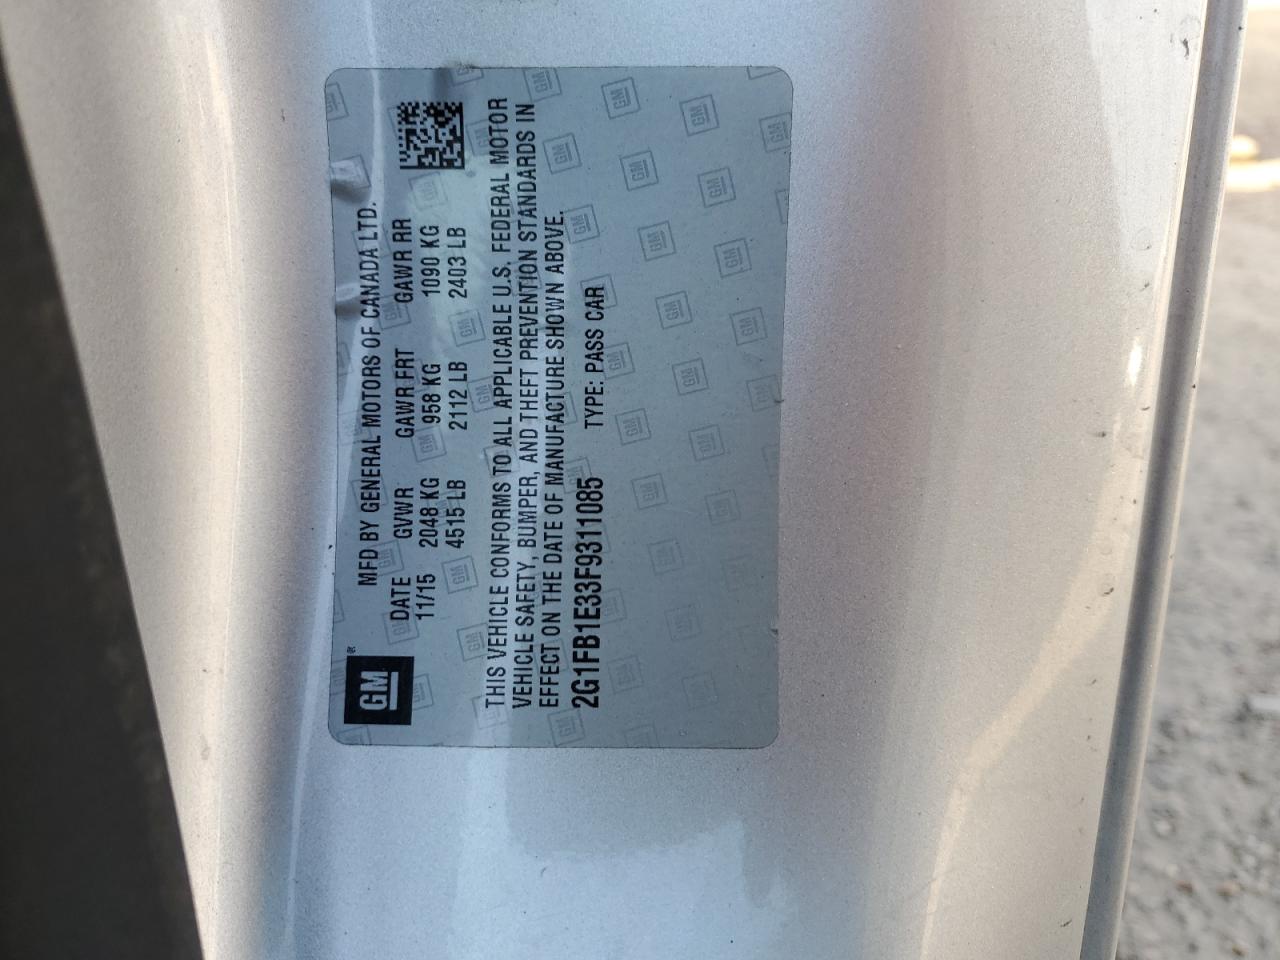 GM®
MFD BY GENERAL MOTORS OF CANADA LTD.
DATE GVWR GAWR FRT GAWR RR
11/15 2048 KG 958 KG 1090 KG
4515 LB 2112 LB 2403 LB
THIS VEHICLE CONFORMS TO ALL APPLICABLE U.S. FEDERAL MOTOR
VEHICLE SAFETY, BUMPER, AND THEFT PREVENTION STANDARDS IN
EFFECT ON THE DATE OF MANUFACTURE SHOWN ABOVE.
2G1FB1E33F9311085 TYPE: PASS CAR